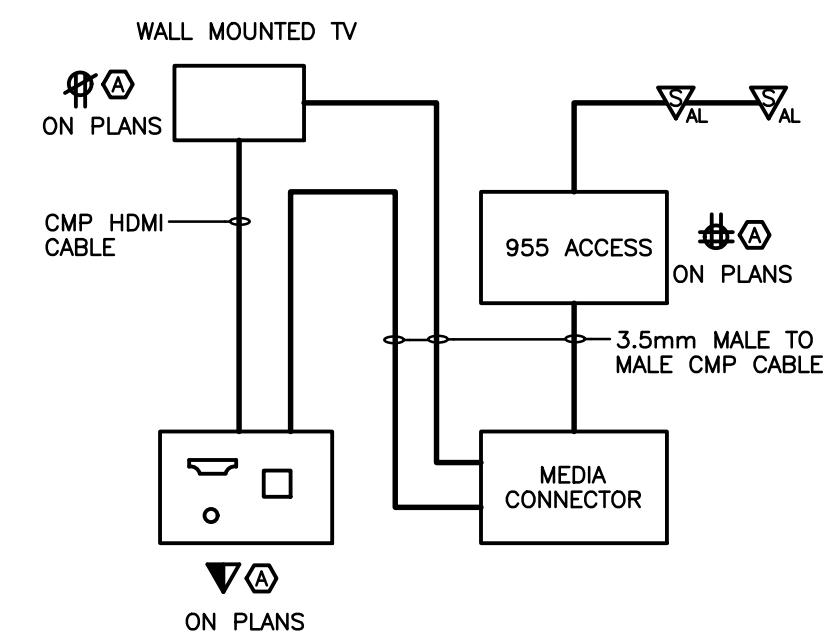 WALL MOUNTED TV
A
ON PLANS
S
AL
S
AL
CMP HDMI
CABLE
955 ACCESS
A
ON PLANS
3.5mm MALE TO
MALE CMP CABLE
MEDIA
CONNECTOR
A
ON PLANS